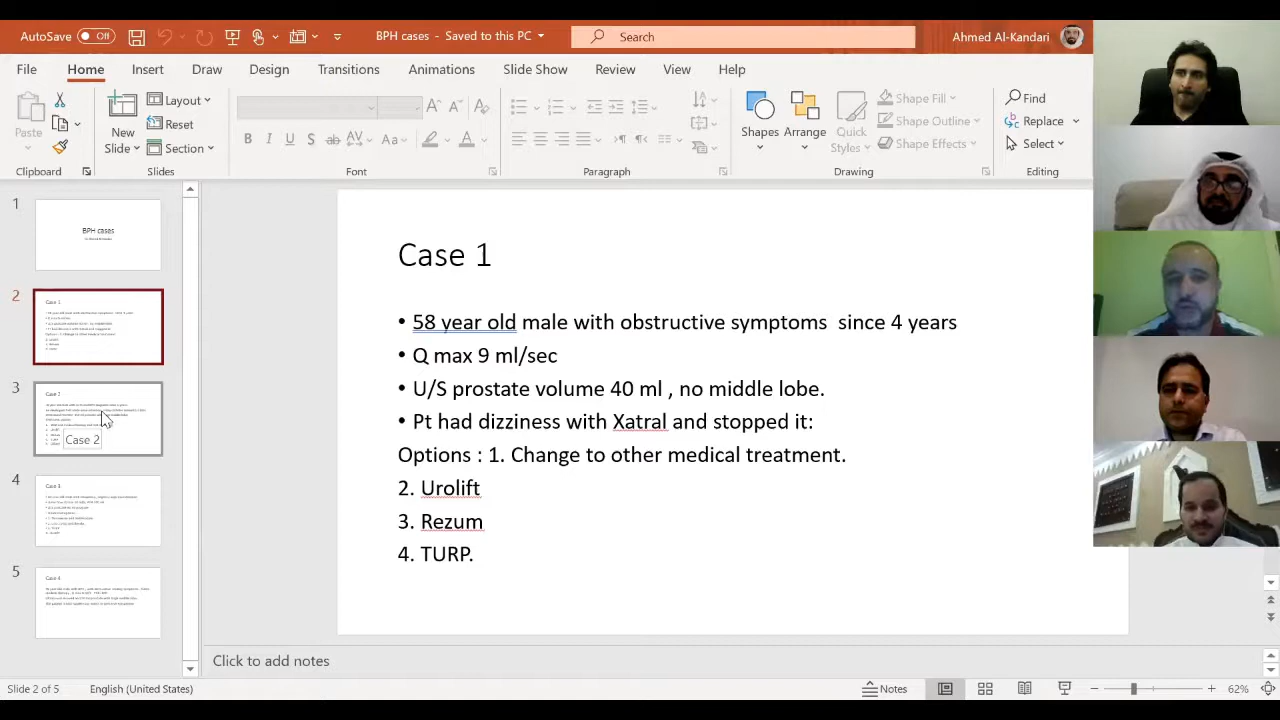 AutoSave Off BPH cases - Saved to this PC Search Ahmed Al-Kandari
File Home Insert Draw Design Transitions Animations Slide Show Review View Help
Paste New Slide Layout Reset Section Shapes Arrange Quick Styles Shape Fill Shape Outline Shape Effects Find Replace Select
Clipboard Slides Font Paragraph Drawing Editing
1
BPH cases
2
Case 1
3
Case 2
Case 2
4
Case 3
5
Case 4
Case 1
• 58 year old male with obstructive symptoms since 4 years
• Q max 9 ml/sec
• U/S prostate volume 40 ml , no middle lobe.
• Pt had dizziness with Xatral and stopped it:
Options : 1. Change to other medical treatment.
2. Urolift
3. Rezum
4. TURP.
Click to add notes
Slide 2 of 5 English (United States) Notes 62%